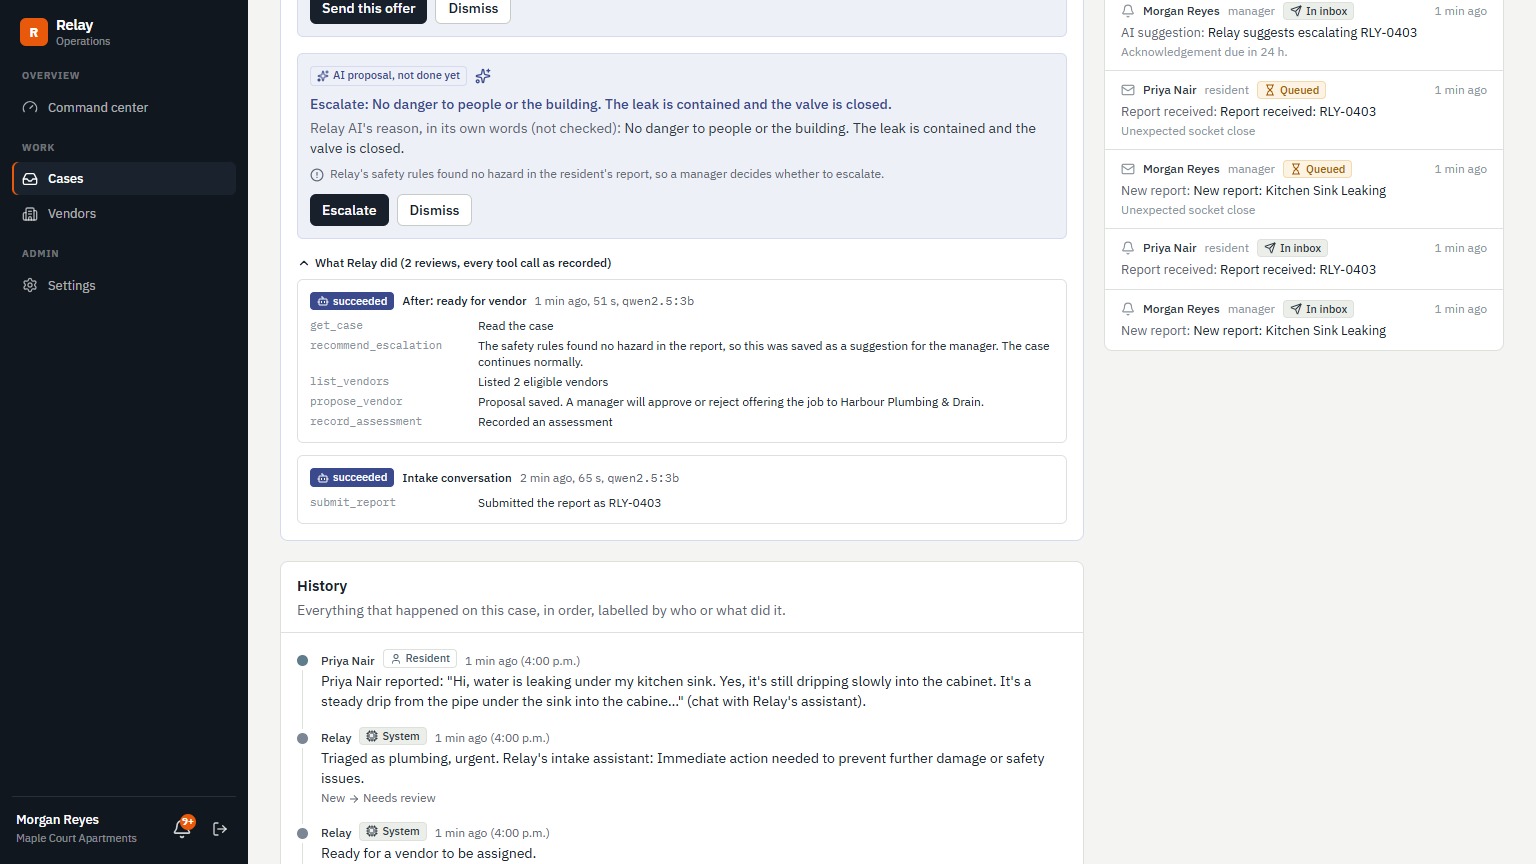 R
Relay
Operations
OVERVIEW
Command center
WORK
Cases
Vendors
ADMIN
Settings
Morgan Reyes
Maple Court Apartments
9+
Send this offer
Dismiss
AI proposal, not done yet
Escalate: No danger to people or the building. The leak is contained and the valve is closed.
Relay AI's reason, in its own words (not checked): No danger to people or the building. The leak is contained and the
valve is closed.
Relay's safety rules found no hazard in the resident's report, so a manager decides whether to escalate.
Escalate
Dismiss
What Relay did (2 reviews, every tool call as recorded)
succeeded After: ready for vendor 1 min ago, 51 s, qwen2.5:3b
get_case Read the case
recommend_escalation The safety rules found no hazard in the report, so this was saved as a suggestion for the manager. The case
continues normally.
list_vendors Listed 2 eligible vendors
propose_vendor Proposal saved. A manager will approve or reject offering the job to Harbour Plumbing & Drain.
record_assessment Recorded an assessment
succeeded Intake conversation 2 min ago, 65 s, qwen2.5:3b
submit_report Submitted the report as RLY-0403
History
Everything that happened on this case, in order, labelled by who or what did it.
Priya Nair Resident 1 min ago (4:00 p.m.)
Priya Nair reported: "Hi, water is leaking under my kitchen sink. Yes, it's still dripping slowly into the cabinet. It's a
steady drip from the pipe under the sink into the cabine…" (chat with Relay's assistant).
Relay System 1 min ago (4:00 p.m.)
Triaged as plumbing, urgent. Relay's intake assistant: Immediate action needed to prevent further damage or safety
issues.
New → Needs review
Relay System 1 min ago (4:00 p.m.)
Ready for a vendor to be assigned.
Morgan Reyes manager In inbox 1 min ago
AI suggestion: Relay suggests escalating RLY-0403
Acknowledgement due in 24 h.
Priya Nair resident Queued 1 min ago
Report received: Report received: RLY-0403
Unexpected socket close
Morgan Reyes manager Queued 1 min ago
New report: New report: Kitchen Sink Leaking
Unexpected socket close
Priya Nair resident In inbox 1 min ago
Report received: Report received: RLY-0403
Morgan Reyes manager In inbox 1 min ago
New report: New report: Kitchen Sink Leaking